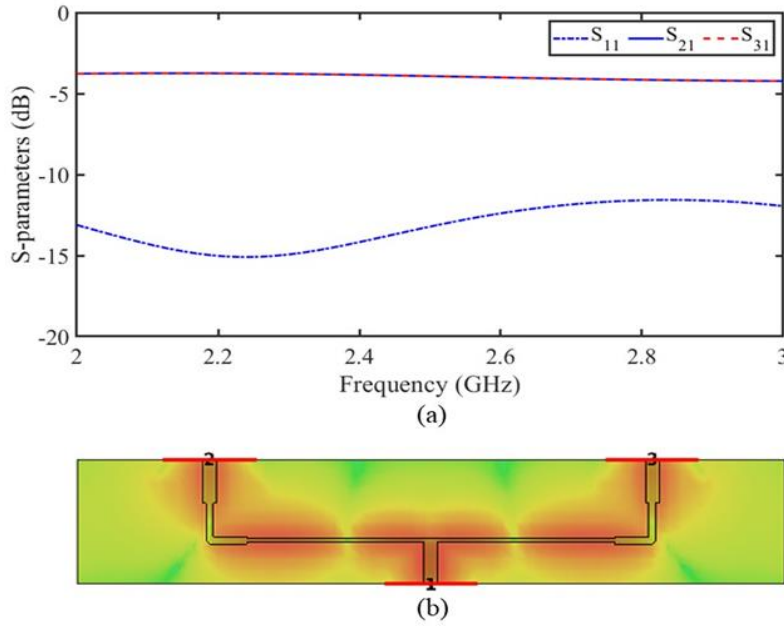 0
S11 S21 S31
-5
-10
-15
-20
S-parameters (dB)
2 2.2 2.4 2.6 2.8 3
Frequency (GHz)
(a)
2 3
1
(b)